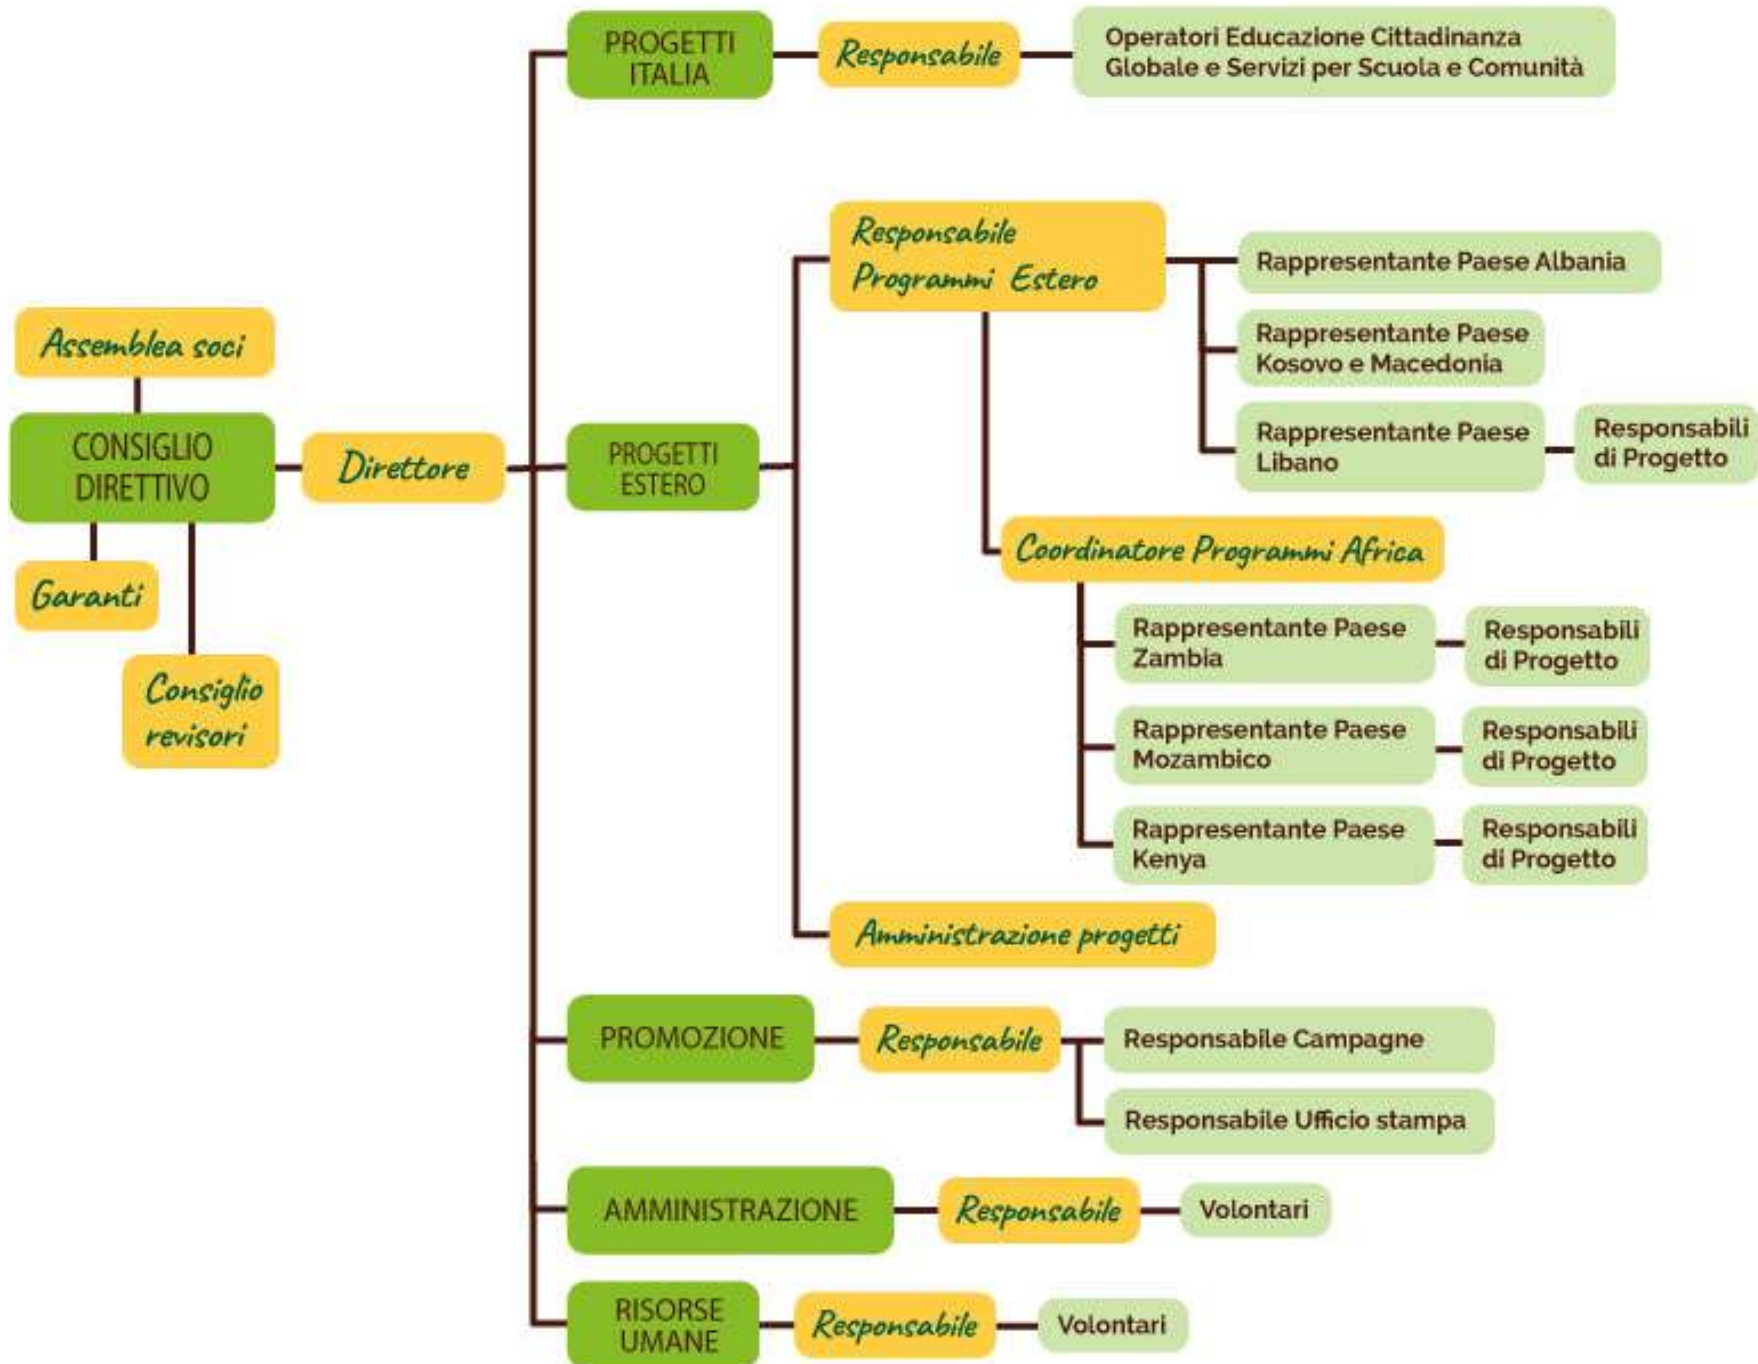 PROGETTI
ITALIA
Responsabile
Operatori Educazione Cittadinanza
Globale e Servizi per Scuola e Comunità
Assemblea soci
CONSIGLIO
DIRETTIVO
Direttore
Garanti
Consiglio
revisori
PROGETTI
ESTERO
Responsabile
Programmi Estero
Rappresentante Paese Albania
Rappresentante Paese
Kosovo e Macedonia
Rappresentante Paese
Libano
Responsabili
di Progetto
Coordinatore Programmi Africa
Rappresentante Paese
Zambia
Responsabili
di Progetto
Rappresentante Paese
Mozambico
Responsabili
di Progetto
Rappresentante Paese
Kenya
Responsabili
di Progetto
Amministrazione progetti
PROMOZIONE
Responsabile
Responsabile Campagne
Responsabile Ufficio stampa
AMMINISTRAZIONE
Responsabile
Volontari
RISORSE
UMANE
Responsabile
Volontari